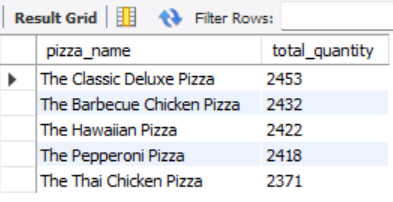 Result Grid Filter Rows:
pizza_name total_quantity
The Classic Deluxe Pizza 2453
The Barbecue Chicken Pizza 2432
The Hawaiian Pizza 2422
The Pepperoni Pizza 2418
The Thai Chicken Pizza 2371